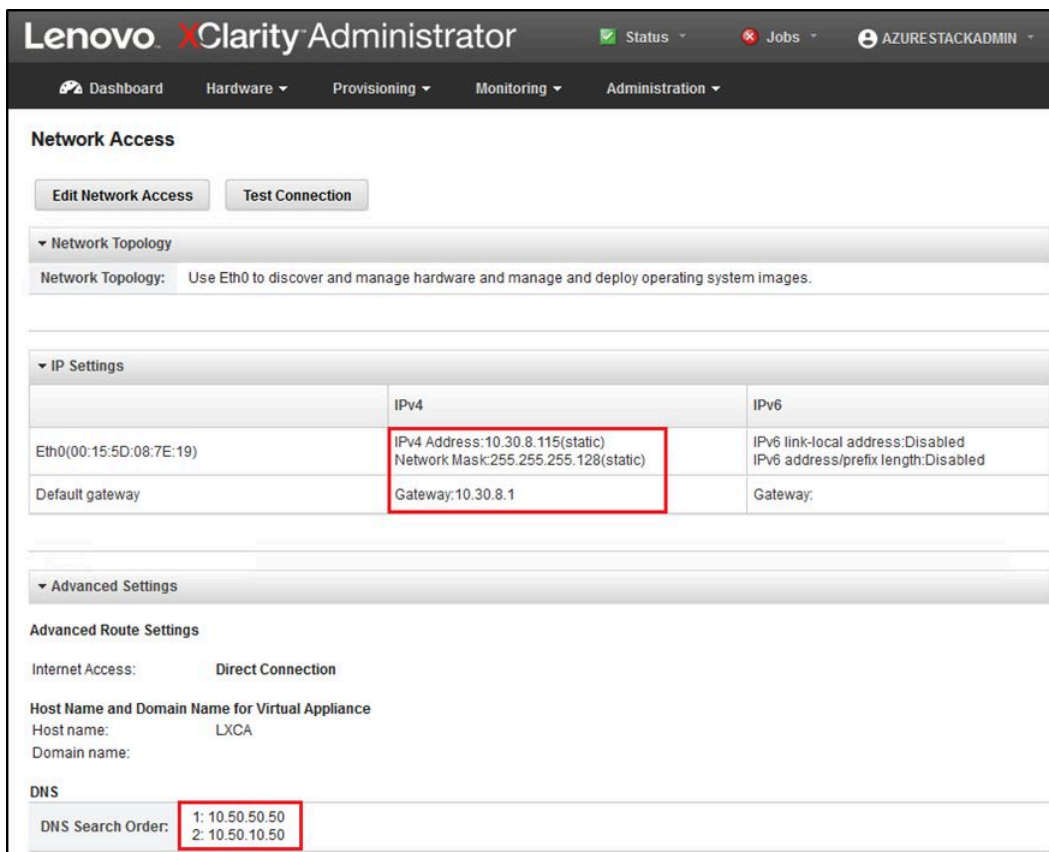 Lenovo XClarity Administrator Status Jobs AZURESTACKADMIN
Dashboard Hardware Provisioning Monitoring Administration
Network Access
Edit Network Access Test Connection
Network Topology
Network Topology: Use Eth0 to discover and manage hardware and manage and deploy operating system images.
IP Settings
IPv4 IPv6
Eth0(00:15:5D:08:7E:19) IPv4 Address:10.30.8.115(static) IPv6 link-local address:Disabled
Network Mask:255.255.255.128(static) IPv6 address/prefix length:Disabled
Default gateway Gateway:10.30.8.1 Gateway:
Advanced Settings
Advanced Route Settings
Internet Access: Direct Connection
Host Name and Domain Name for Virtual Appliance
Host name: LXCA
Domain name:
DNS
DNS Search Order: 1: 10.50.50.50
2: 10.50.10.50